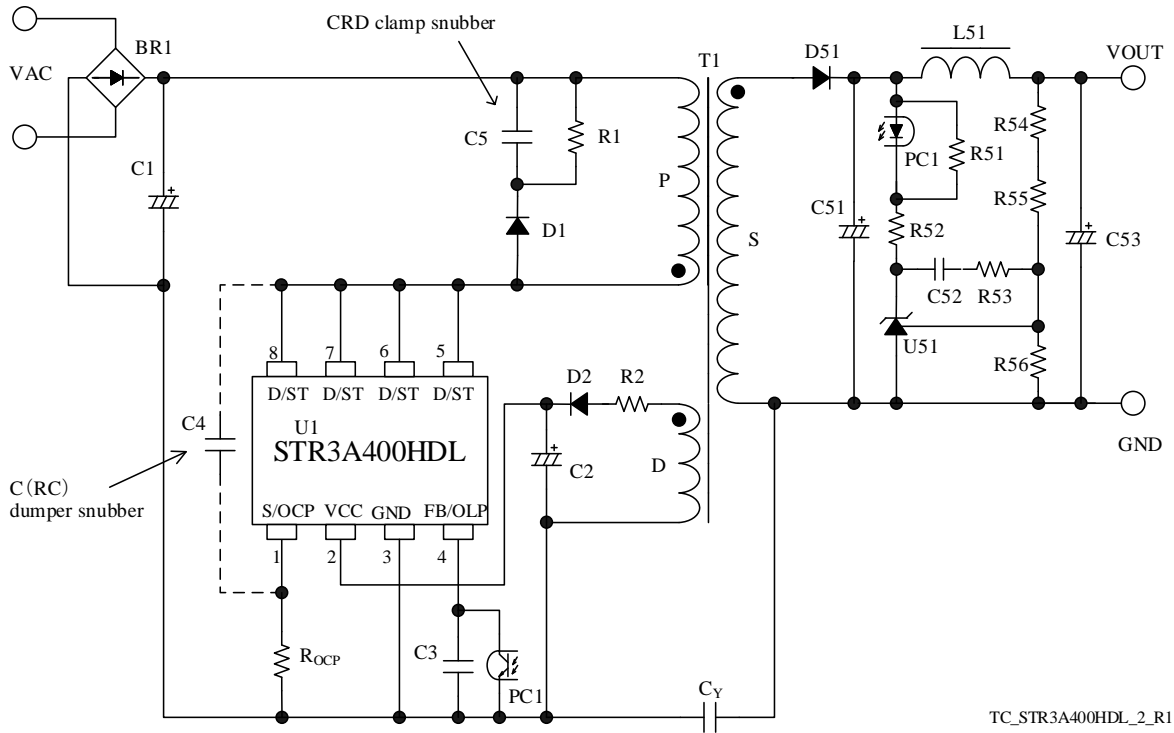 CRD clamp snubber
BR1
VAC
C1
C5
R1
D1
P
T1
S
D51
L51
VOUT
PC1
R51
R54
R55
C51
R52
C53
C52
R53
U51
R56
GND
8
7
6
5
D/ST
D/ST
D/ST
D/ST
U1
STR3A400HDL
C4
C(RC)
dumper snubber
S/OCP
VCC
GND
FB/OLP
1
2
3
4
D2
R2
C2
D
ROCP
C3
PC1
CY
TC_STR3A400HDL_2_R1